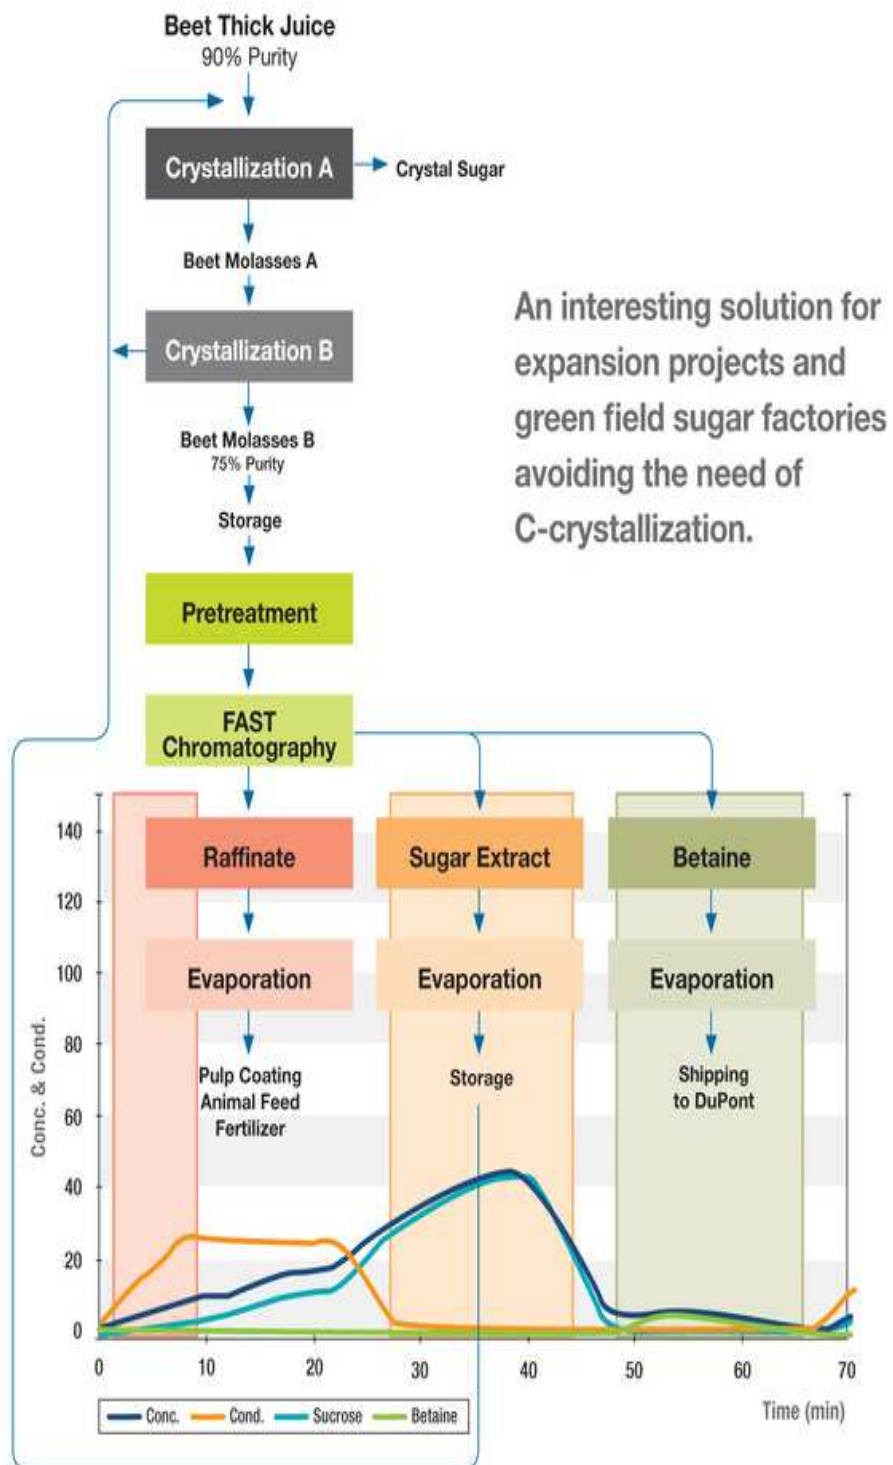 Beet Thick Juice
90% Purity
Crystallization A
Crystal Sugar
Beet Molasses A
Crystallization B
An interesting solution for
expansion projects and
green field sugar factories
avoiding the need of
C-crystallization.
Beet Molasses B
75% Purity
Storage
Pretreatment
FAST
Chromatography
Raffinate
Sugar Extract
Betaine
Evaporation
Evaporation
Evaporation
Pulp Coating
Animal Feed
Fertilizer
Storage
Shipping
to DuPont
Conc. & Cond.
140
120
100
80
60
40
20
0
0 10 20 30 40 50 60 70
Time (min)
Conc. Cond. Sucrose Betaine